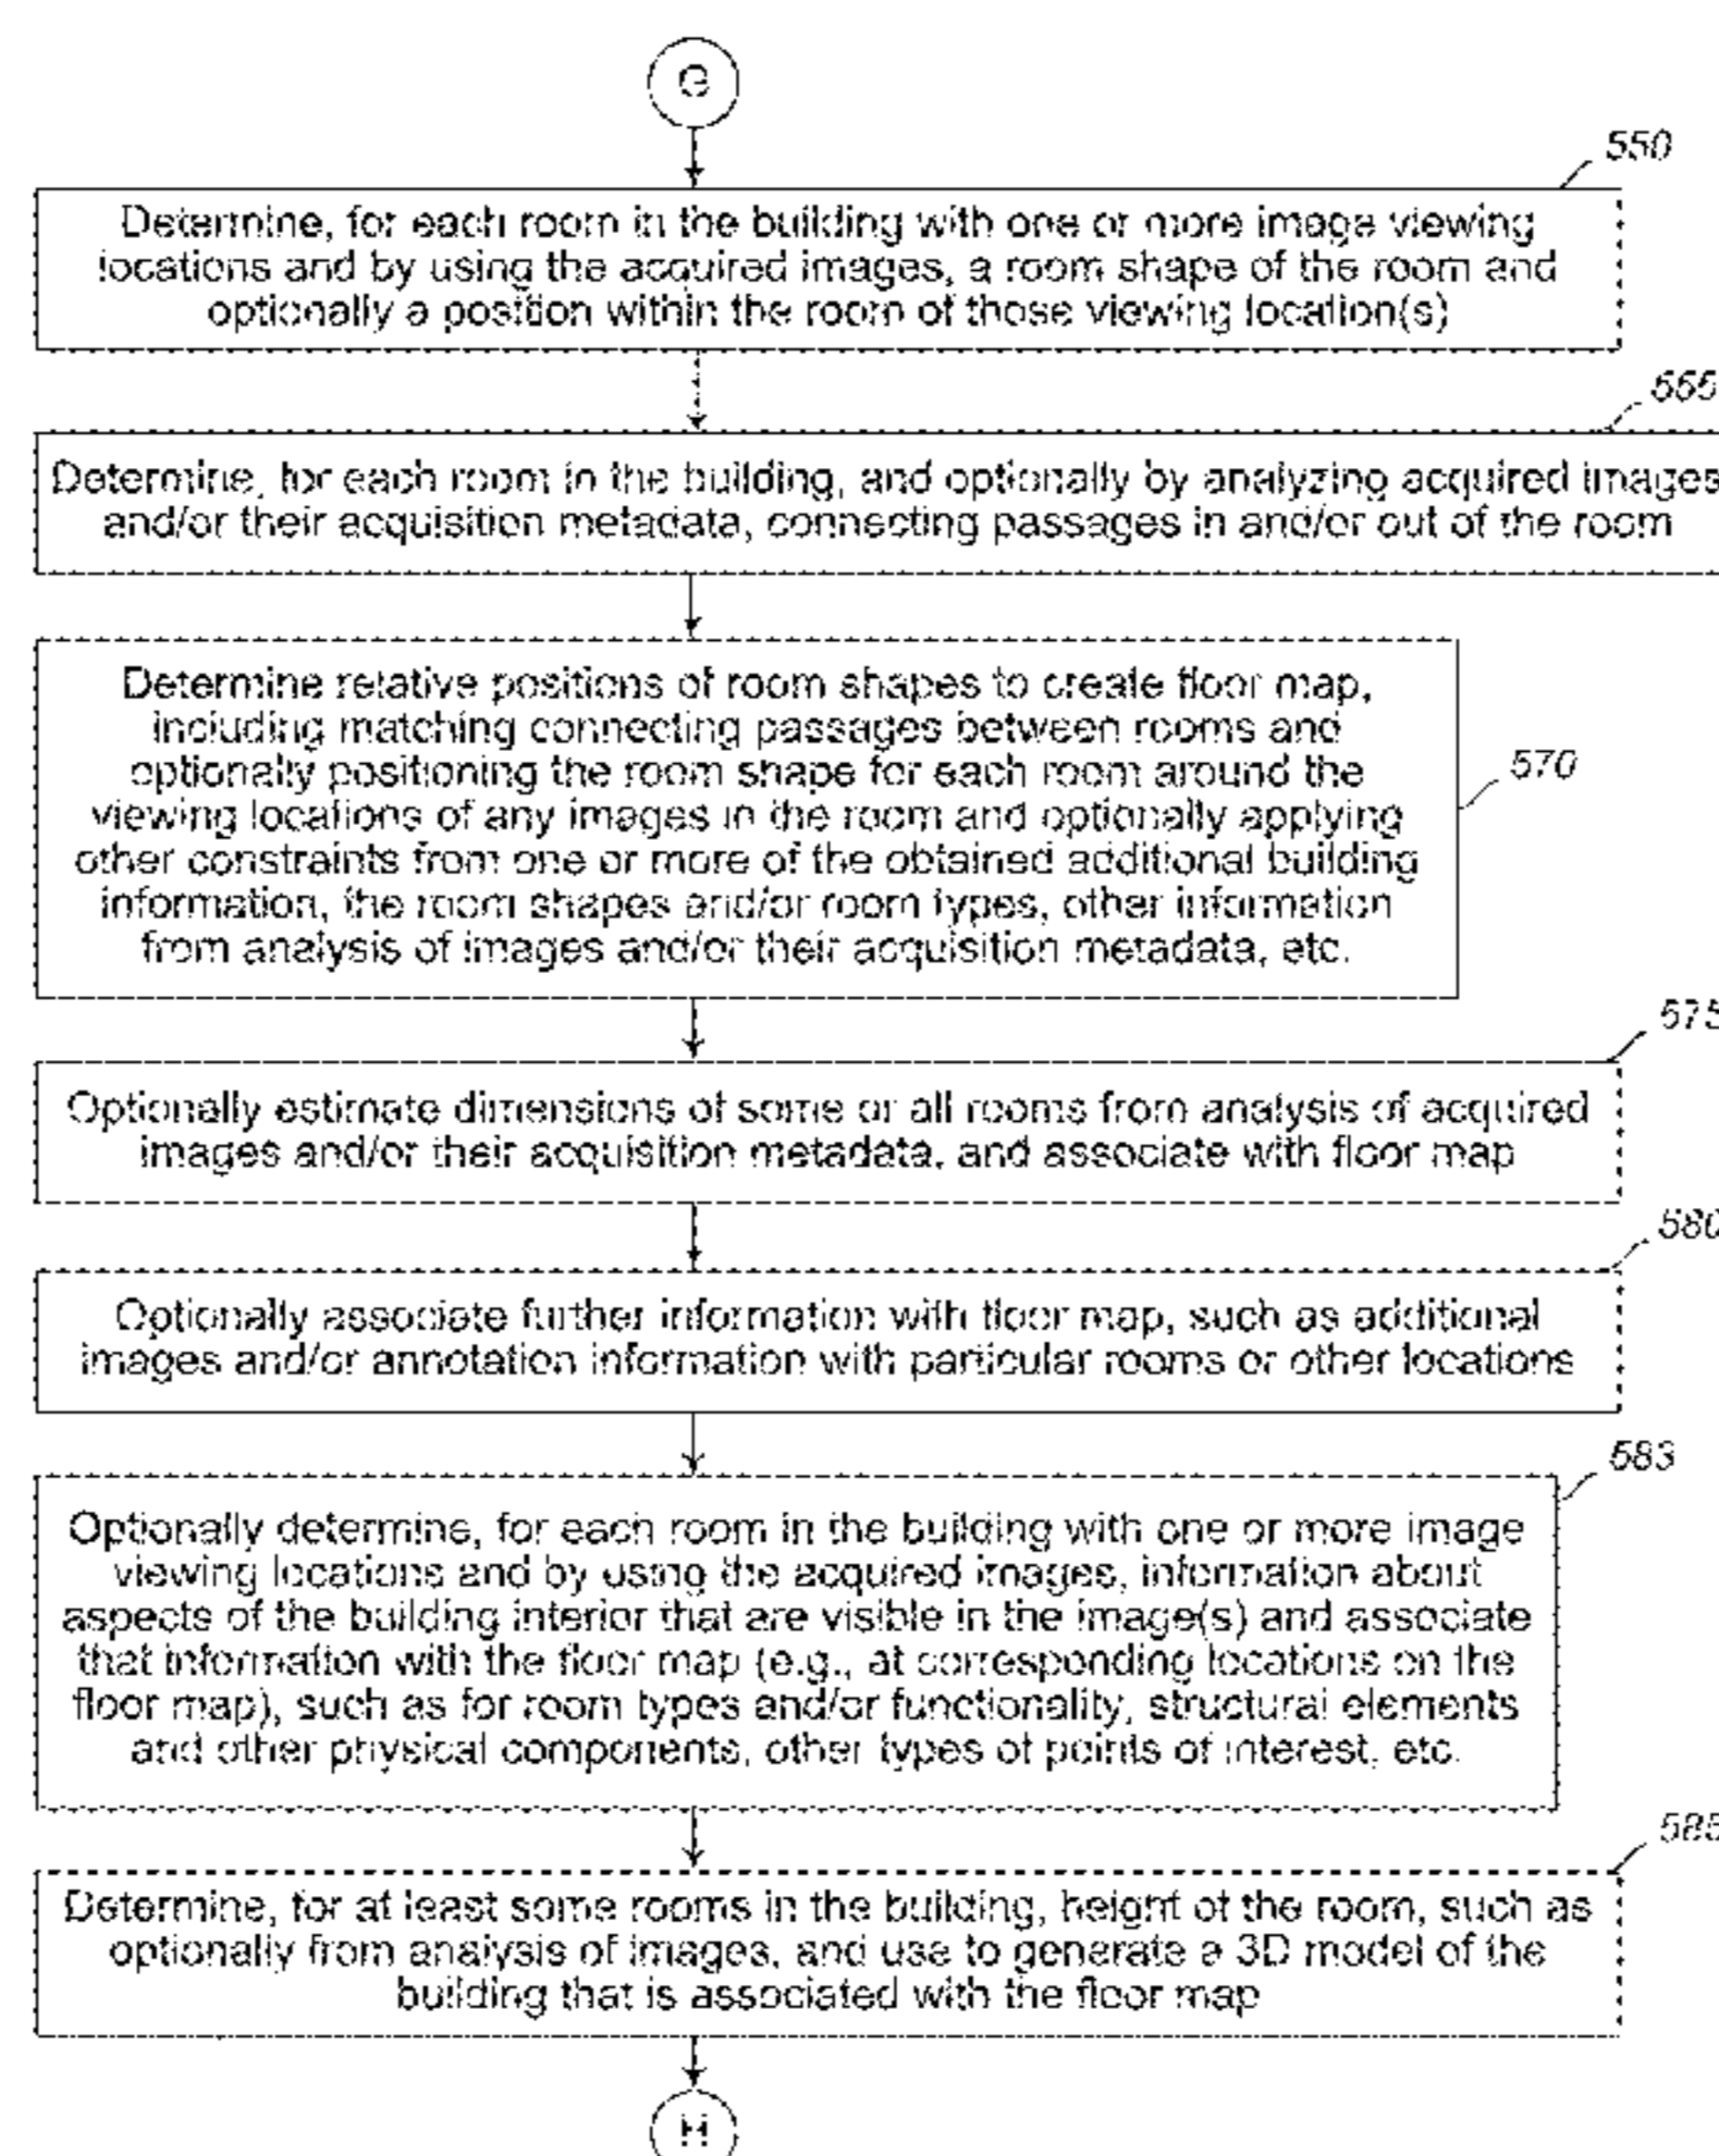 G
550
Determine, for each room in the building with one or more image viewing
locations and by using the acquired images, a room shape of the room and
optionally a position within the room of those viewing location(s)
565
Determine, for each room in the building, and optionally by analyzing acquired images
and/or their acquisition metadata, connecting passages in and/or out of the room
Determine relative positions of room shapes to create floor map,
including matching connecting passages between rooms and
optionally positioning the room shape for each room around the
viewing locations of any images in the room and optionally applying
other constraints from one or more of the obtained additional building
information, the room shapes and/or room types, other information
from analysis of images and/or their acquisition metadata, etc.
570
575
Optionally estimate dimensions of some or all rooms from analysis of acquired
images and/or their acquisition metadata, and associate with floor map
580
Optionally associate further information with floor map, such as additional
images and/or annotation information with particular rooms or other locations
583
Optionally determine, for each room in the building with one or more image
viewing locations and by using the acquired images, information about
aspects of the building interior that are visible in the image(s) and associate
that information with the floor map (e.g., at corresponding locations on the
floor map), such as for room types and/or functionality, structural elements
and other physical components, other types of points of interest, etc.
585
Determine, for at least some rooms in the building, height of the room, such as
optionally from analysis of images, and use to generate a 3D model of the
building that is associated with the floor map
H